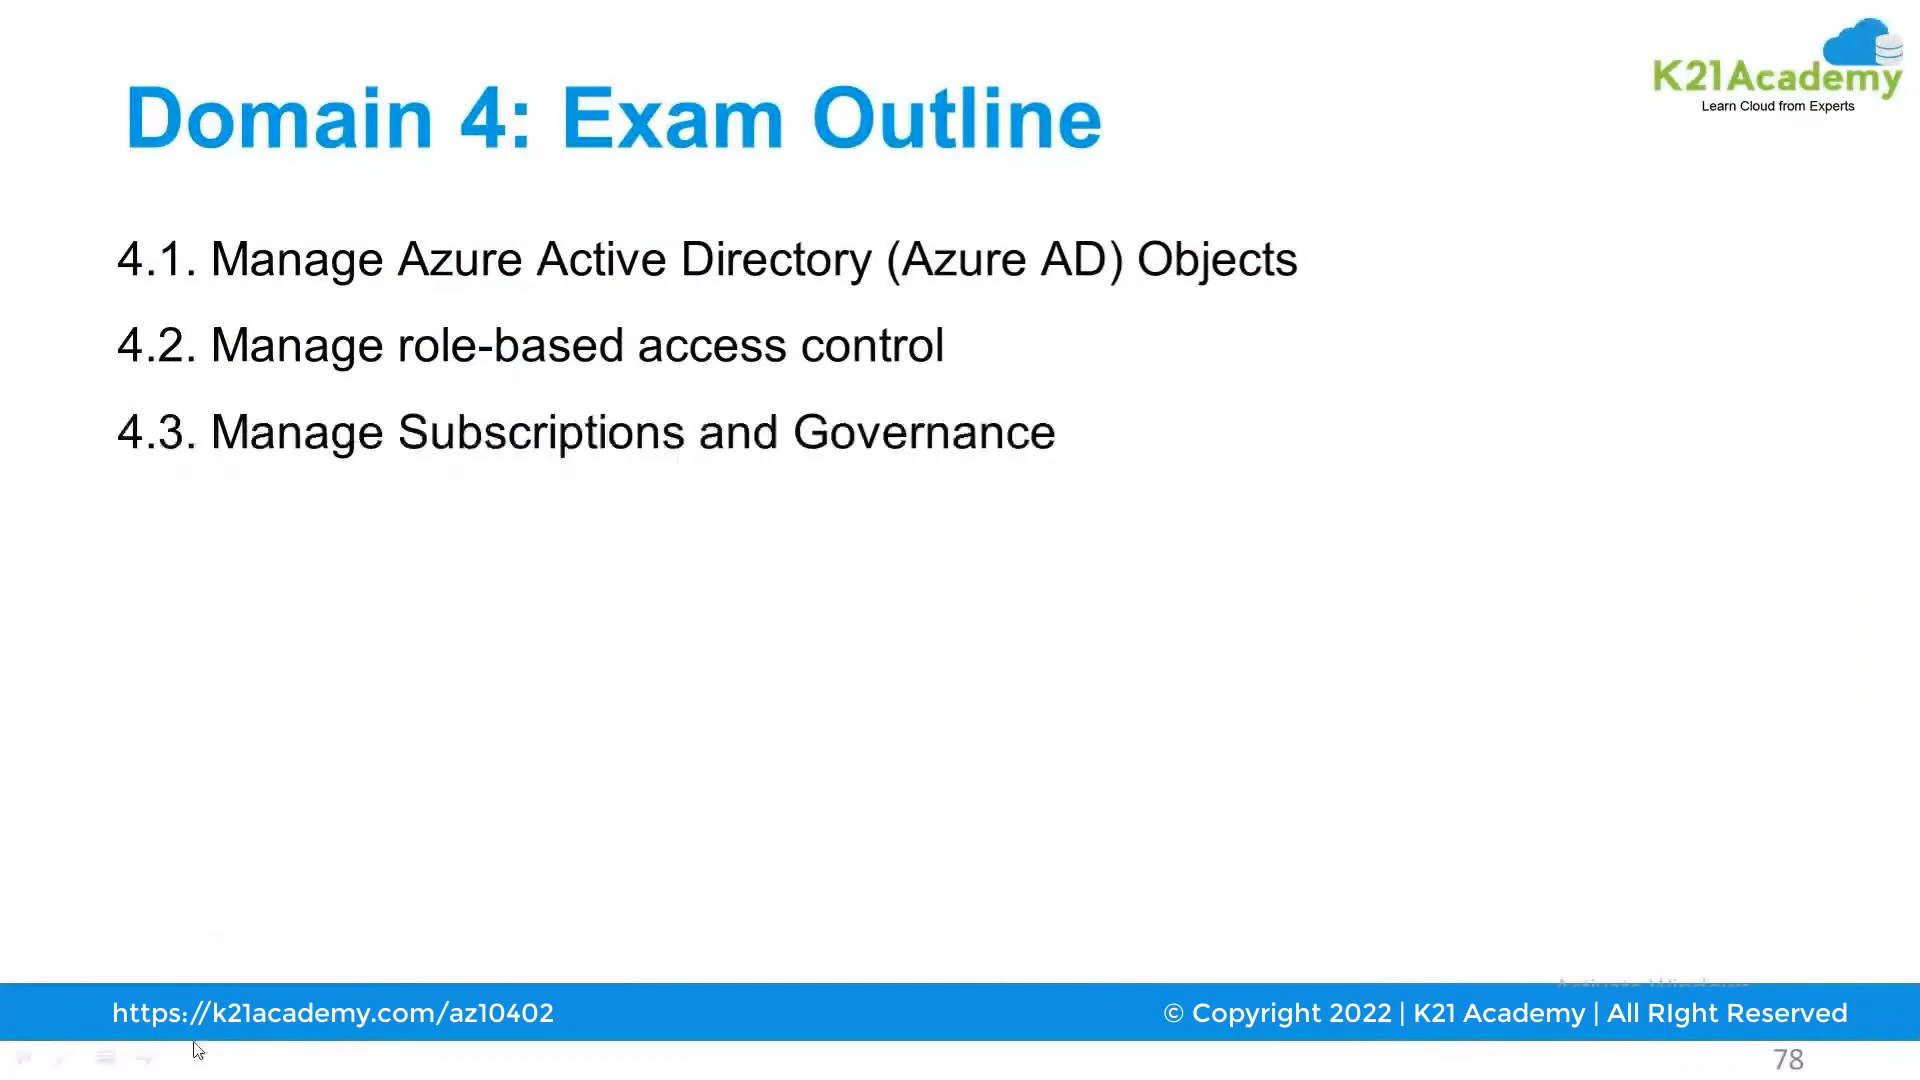 K21Academy
Learn Cloud from Experts
Domain 4: Exam Outline
4.1. Manage Azure Active Directory (Azure AD) Objects
4.2. Manage role-based access control
4.3. Manage Subscriptions and Governance
https://k21academy.com/az10402
© Copyright 2022 | K21 Academy | All RIght Reserved
78